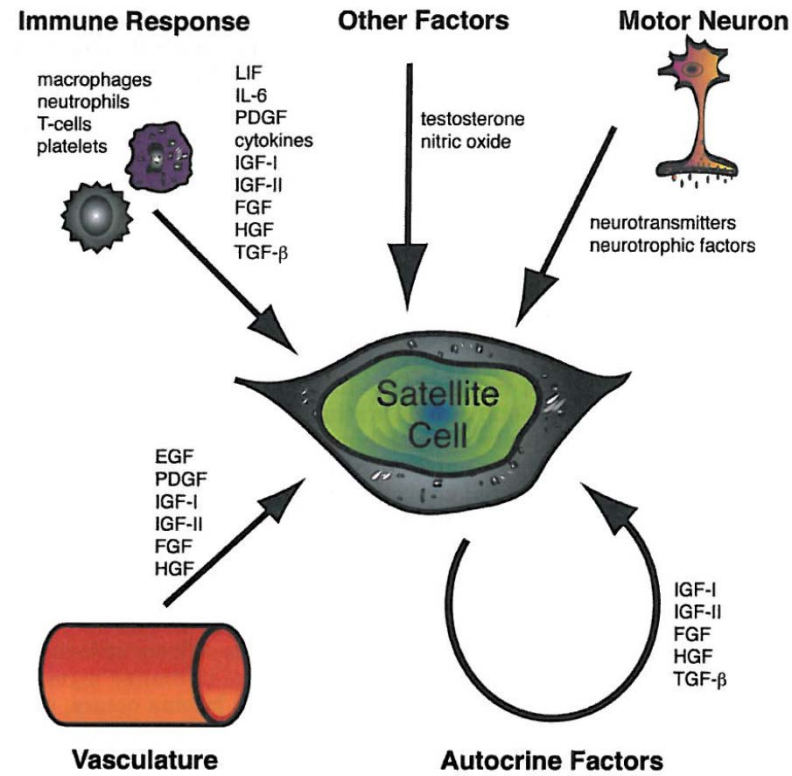 Immune Response
macrophages
neutrophils
T-cells
platelets
LIF
IL-6
PDGF
cytokines
IGF-I
IGF-II
FGF
HGF
TGF-β
Other Factors
testosterone
nitric oxide
Motor Neuron
neurotransmitters
neurotrophic factors
Satellite
Cell
EGF
PDGF
IGF-I
IGF-II
FGF
HGF
Vasculature
IGF-I
IGF-II
FGF
HGF
TGF-β
Autocrine Factors